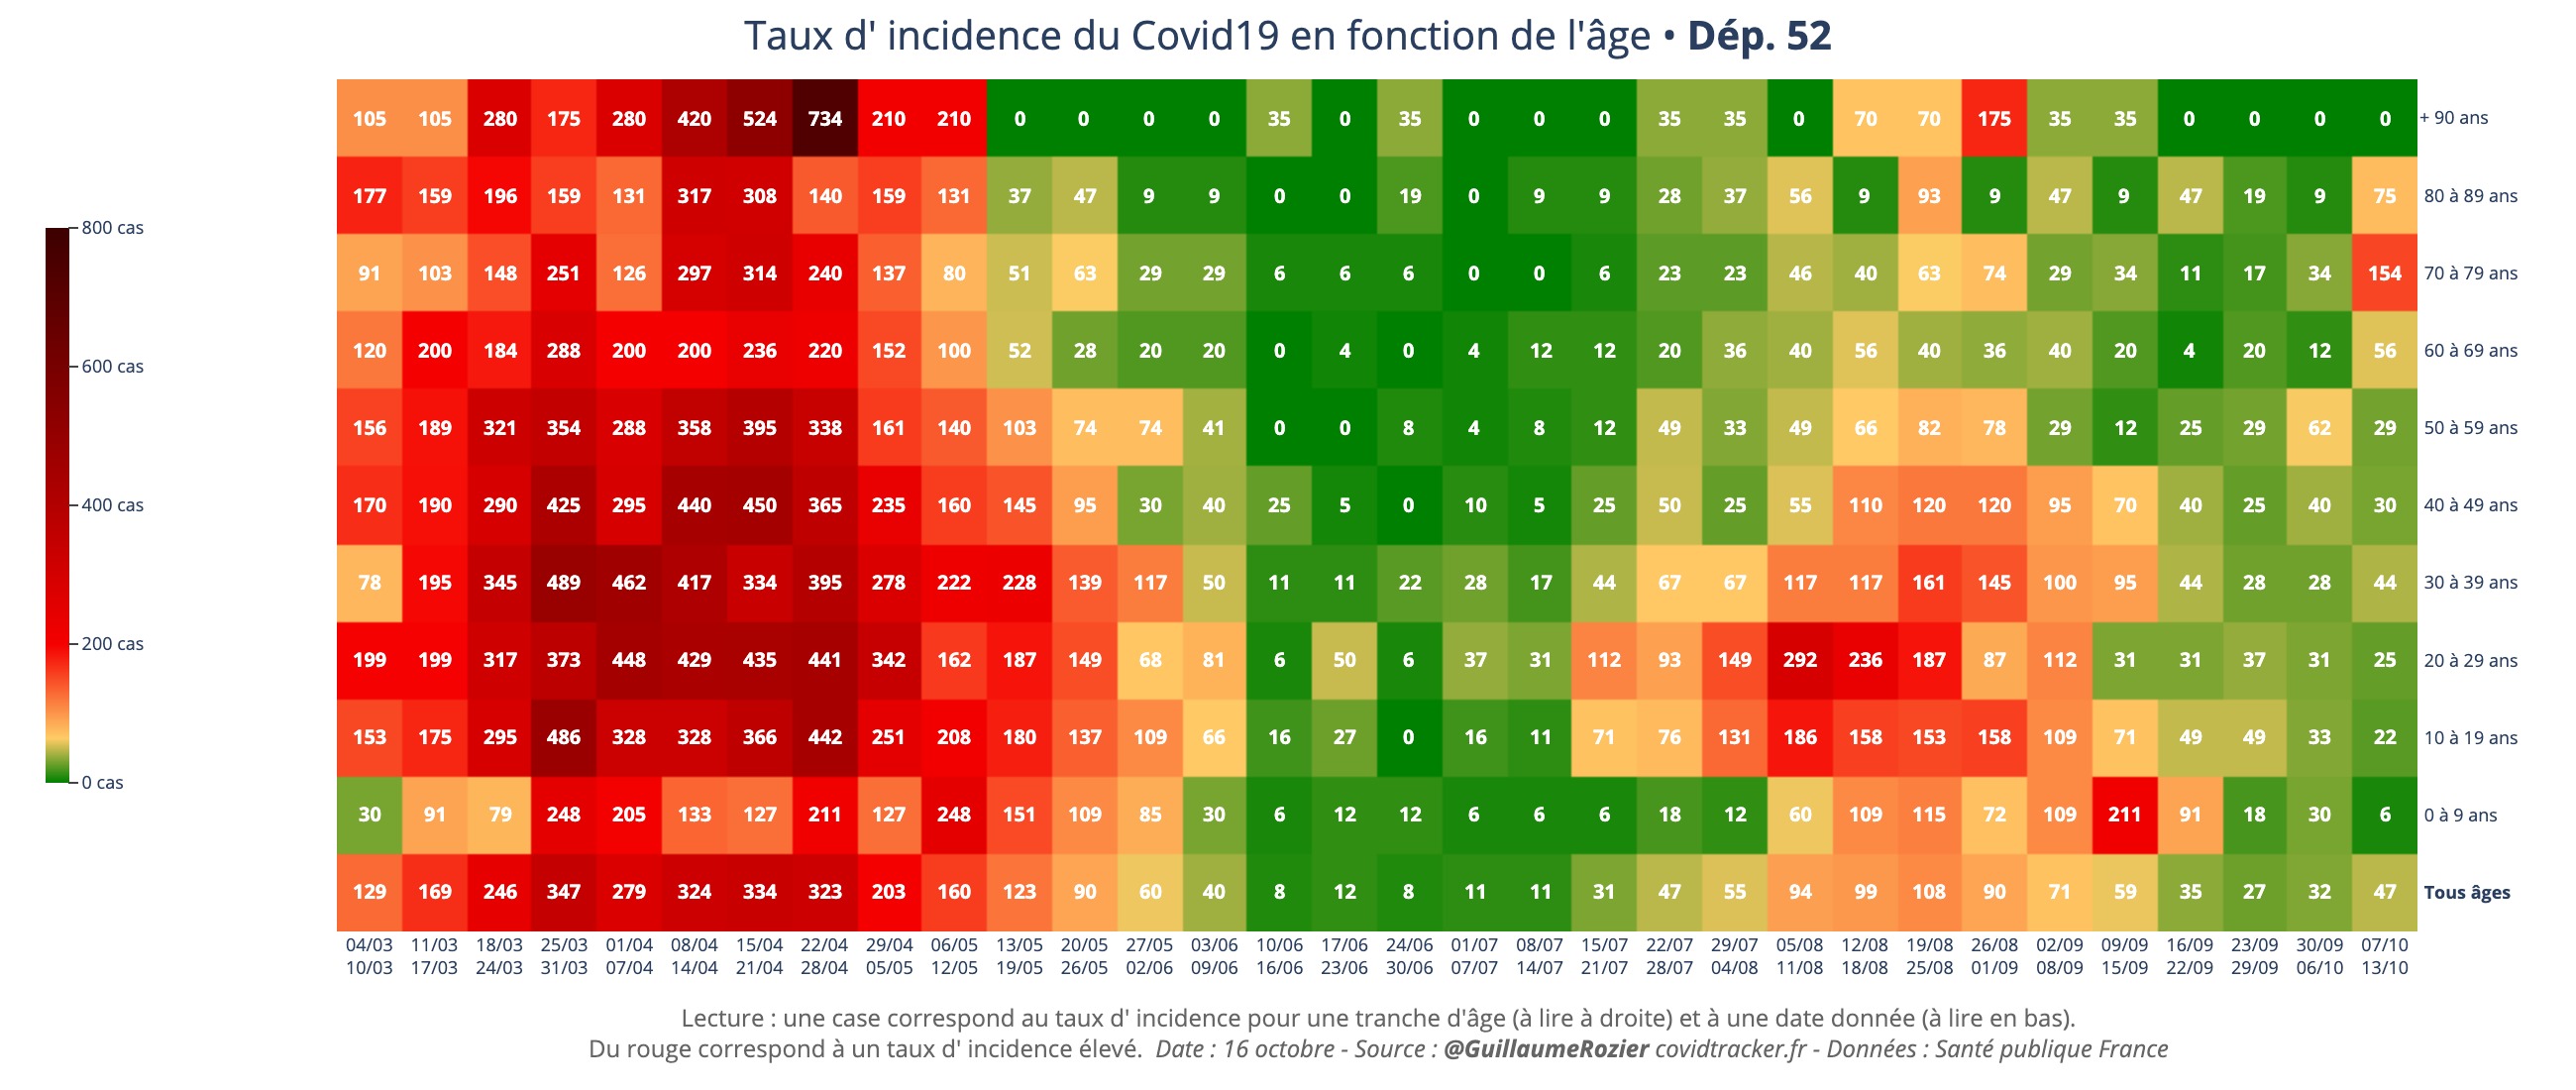 Taux d' incidence du Covid19 en fonction de l'âge • Dép. 52
800 cas
600 cas
400 cas
200 cas
0 cas
105 105 280 175 280 420 524 734 210 210 0 0 0 0 35 0 35 0 0 0 35 35 0 70 70 175 35 35 0 0 0 0 + 90 ans
177 159 196 159 131 317 308 140 159 131 37 47 9 9 0 0 19 0 9 9 28 37 56 9 93 9 47 9 47 19 9 75 80 à 89 ans
91 103 148 251 126 297 314 240 137 80 51 63 29 29 6 6 6 0 0 6 23 23 46 40 63 74 29 34 11 17 34 154 70 à 79 ans
120 200 184 288 200 200 236 220 152 100 52 28 20 20 0 4 0 4 12 12 20 36 40 56 40 36 40 20 4 20 12 56 60 à 69 ans
156 189 321 354 288 358 395 338 161 140 103 74 74 41 0 0 8 4 8 12 49 33 49 66 82 78 29 12 25 29 62 29 50 à 59 ans
170 190 290 425 295 440 450 365 235 160 145 95 30 40 25 5 0 10 5 25 50 25 55 110 120 120 95 70 40 25 40 30 40 à 49 ans
78 195 345 489 462 417 334 395 278 222 228 139 117 50 11 11 22 28 17 44 67 67 117 117 161 145 100 95 44 28 28 44 30 à 39 ans
199 199 317 373 448 429 435 441 342 162 187 149 68 81 6 50 6 37 31 112 93 149 292 236 187 87 112 31 31 37 31 25 20 à 29 ans
153 175 295 486 328 328 366 442 251 208 180 137 109 66 16 27 0 16 11 71 76 131 186 158 153 158 109 71 49 49 33 22 10 à 19 ans
30 91 79 248 205 133 127 211 127 248 151 109 85 30 6 12 12 6 6 6 18 12 60 109 115 72 109 211 91 18 30 6 0 à 9 ans
129 169 246 347 279 324 334 323 203 160 123 90 60 40 8 12 8 11 11 31 47 55 94 99 108 90 71 59 35 27 32 47 Tous âges
04/03 11/03 18/03 25/03 01/04 08/04 15/04 22/04 29/04 06/05 13/05 20/05 27/05 03/06 10/06 17/06 24/06 01/07 08/07 15/07 22/07 29/07 05/08 12/08 19/08 26/08 02/09 09/09 16/09 23/09 30/09 07/10
10/03 17/03 24/03 31/03 07/04 14/04 21/04 28/04 05/05 12/05 19/05 26/05 02/06 09/06 16/06 23/06 30/06 07/07 14/07 21/07 28/07 04/08 11/08 18/08 25/08 01/09 08/09 15/09 22/09 29/09 06/10 13/10
Lecture : une case correspond au taux d' incidence pour une tranche d'âge (à lire à droite) et à une date donnée (à lire en bas).
Du rouge correspond à un taux d' incidence élevé. Date : 16 octobre - Source : @GuillaumeRozier covidtracker.fr - Données : Santé publique France